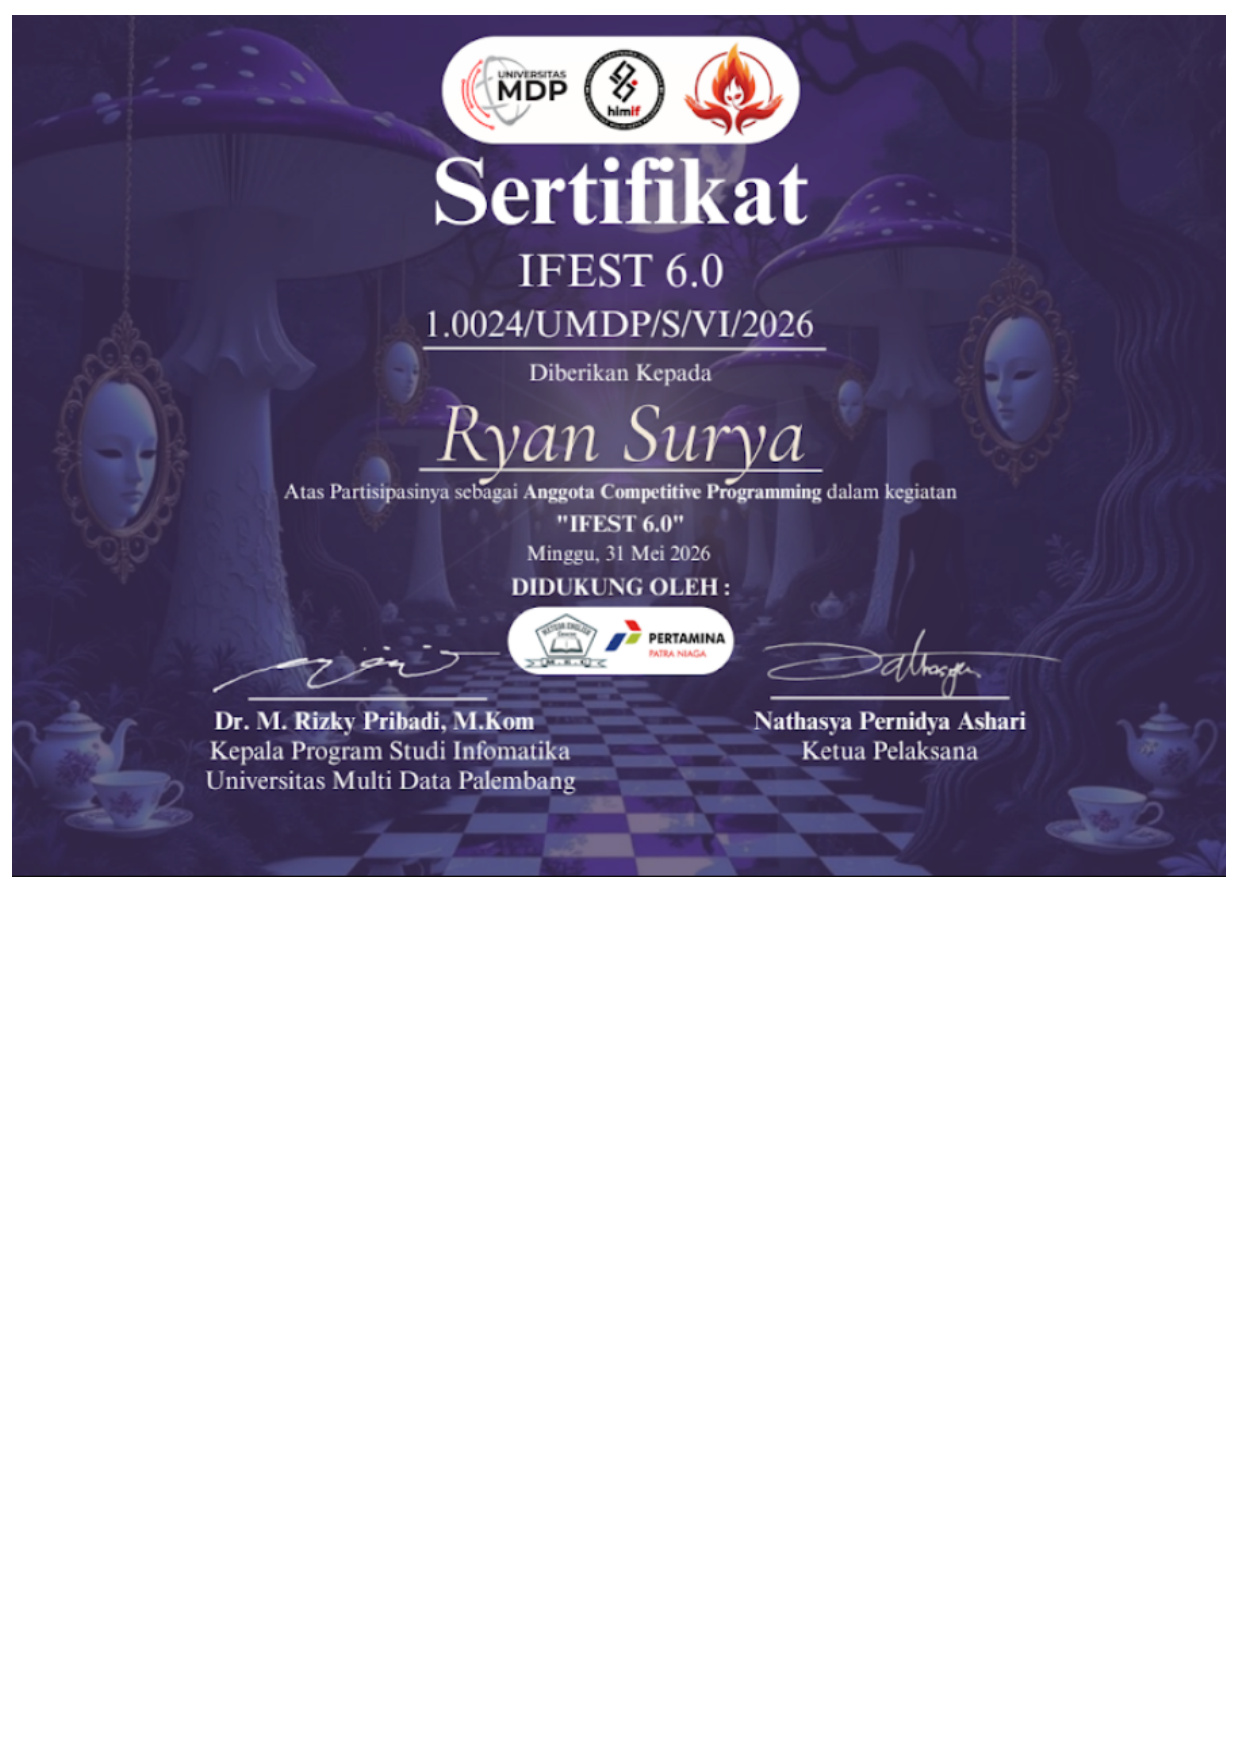 UNIVERSITAS
MDP
himif
Sertifikat
IFEST 6.0
1.0024/UMDP/S/VI/2026
Diberikan Kepada
Ryan Surya
Atas Partisipasinya sebagai Anggota Competitive Programming dalam kegiatan
"IFEST 6.0"
Minggu, 31 Mei 2026
DIDUKUNG OLEH :
M.E.C
PERTAMINA
PATRA NIAGA
Dr. M. Rizky Pribadi, M.Kom
Kepala Program Studi Infomatika
Universitas Multi Data Palembang
Nathasya Pernidya Ashari
Ketua Pelaksana